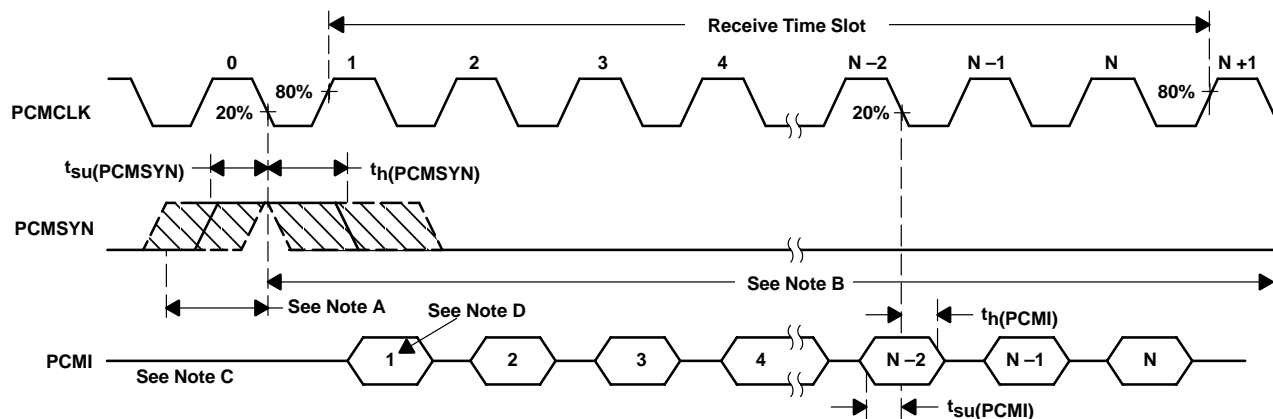 Receive Time Slot
0 1 2 3 4 N –2 N –1 N N +1
80% 80%
PCMCLK 20% 20%
tsu(PCMSYN) th(PCMSYN)
PCMSYN
See Note B
See Note A
See Note D th(PCMI)
PCMI 1 2 3 4 N –2 N –1 N
See Note C
tsu(PCMI)